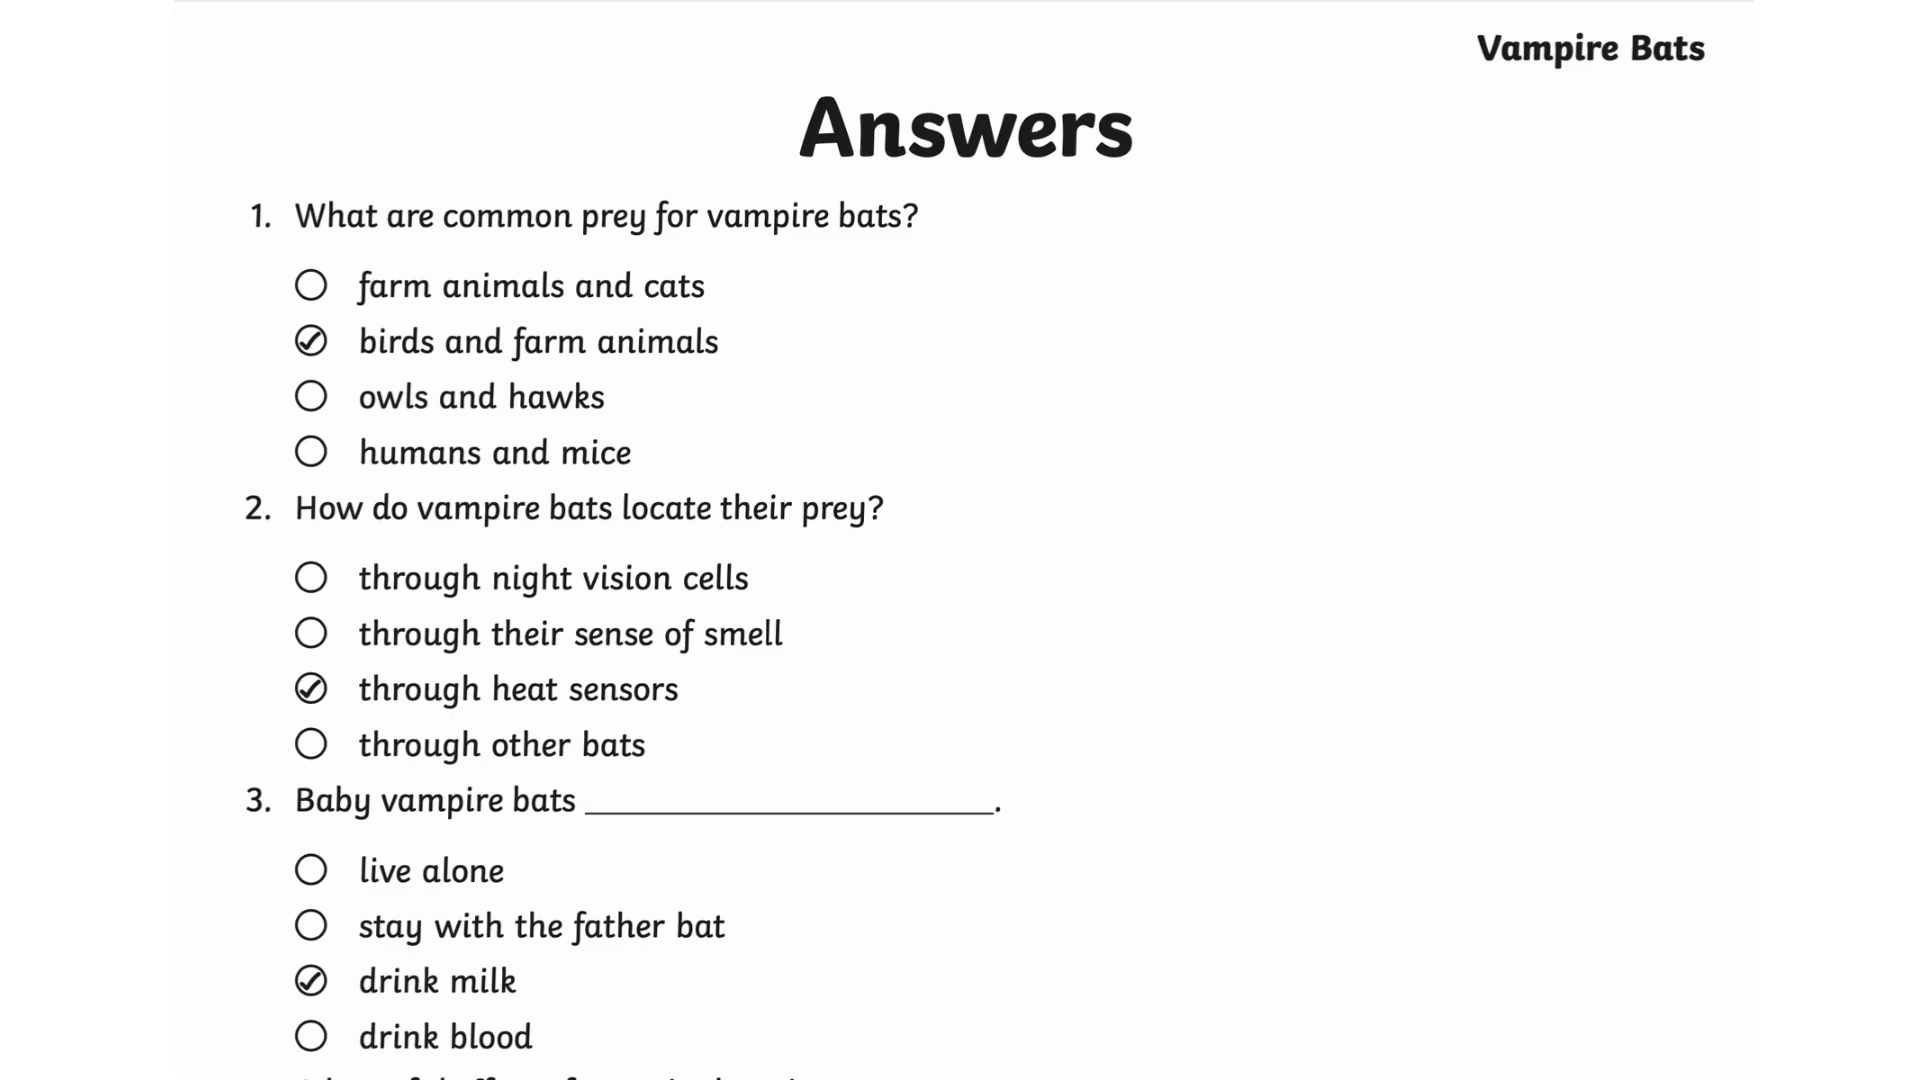 Vampire Bats
Answers
1. What are common prey for vampire bats?
farm animals and cats
birds and farm animals
owls and hawks
humans and mice
2. How do vampire bats locate their prey?
through night vision cells
through their sense of smell
through heat sensors
through other bats
3. Baby vampire bats ______________________.
live alone
stay with the father bat
drink milk
drink blood